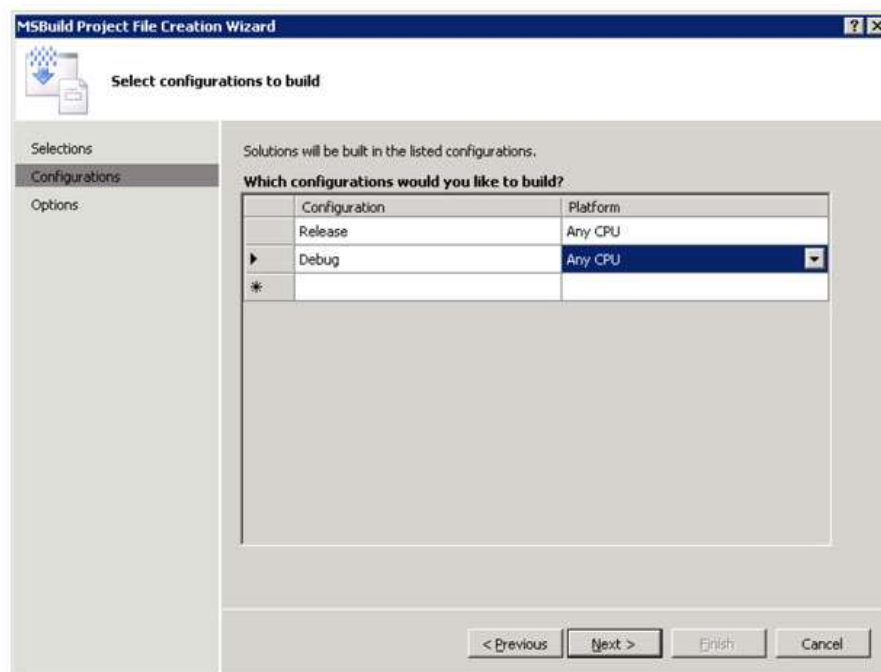 MSBuild Project File Creation Wizard
Select configurations to build
Selections
Configurations
Options
Solutions will be built in the listed configurations.
Which configurations would you like to build?
Configuration Platform
Release Any CPU
Debug Any CPU
< Previous Next > Finish Cancel